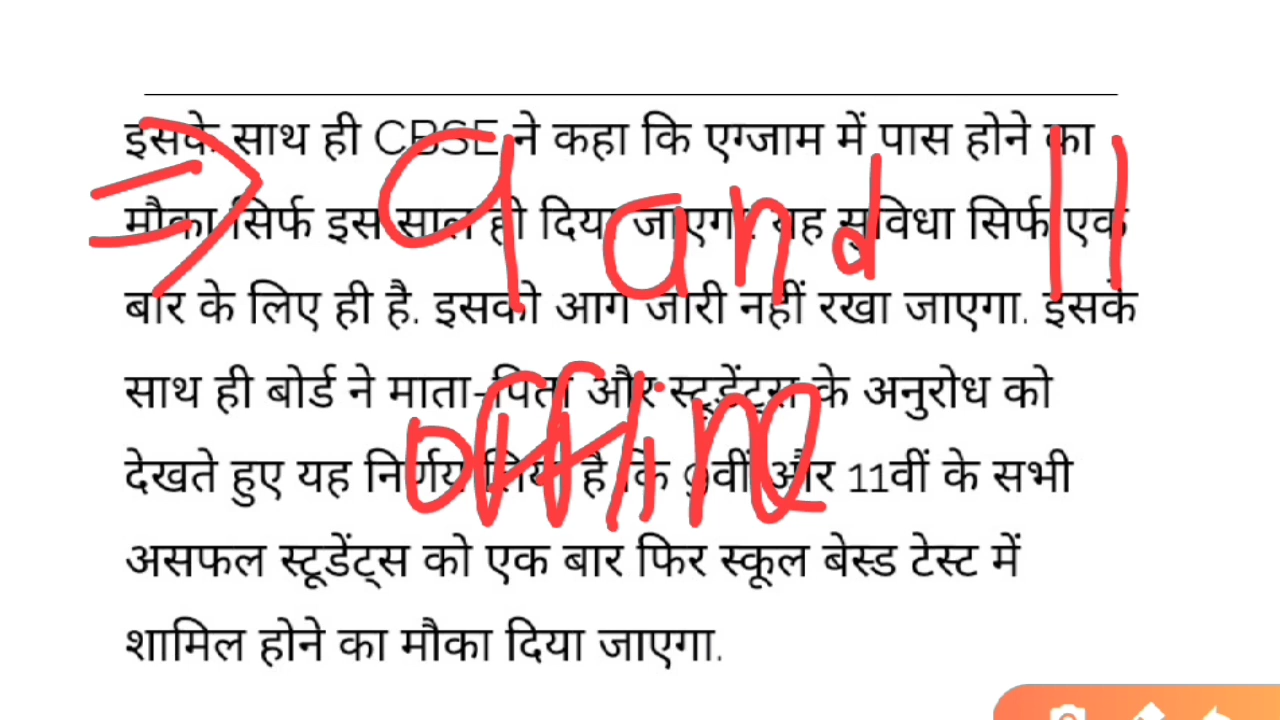 इसके साथ ही CBSE ने कहा कि एग्जाम में पास होने का
मौका सिर्फ इस साल ही दिया जाएगा. यह सुविधा सिर्फ एक
बार के लिए ही है. इसको आगे जारी नहीं रखा जाएगा. इसके
साथ ही बोर्ड ने माता-पिता और स्टूडेंट्स के अनुरोध को
देखते हुए यह निर्णय लिया है कि 9वीं और 11वीं के सभी
असफल स्टूडेंट्स को एक बार फिर स्कूल बेस्ड टेस्ट में
शामिल होने का मौका दिया जाएगा.
⇒ 9 and 11
offline